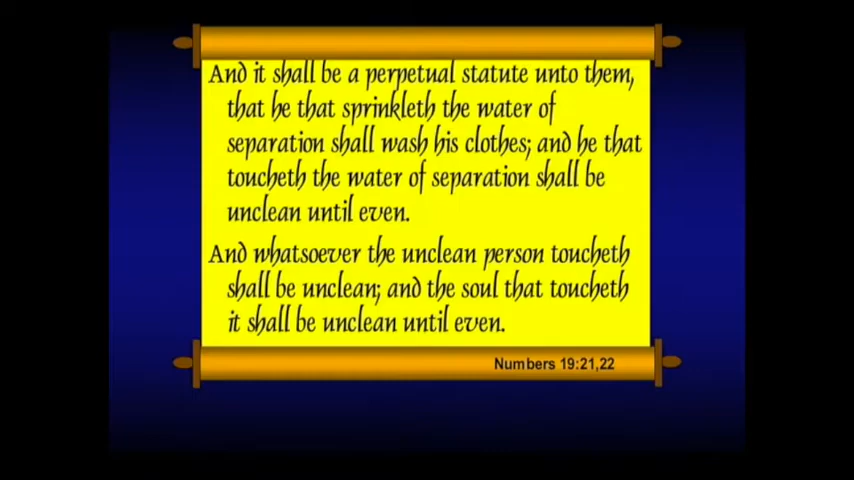 And it shall be a perpetual statute unto them,
that he that sprinkleth the water of
separation shall wash his clothes; and he that
toucheth the water of separation shall be
unclean until even.
And whatsoever the unclean person toucheth
shall be unclean; and the soul that toucheth
it shall be unclean until even.
Numbers 19:21,22